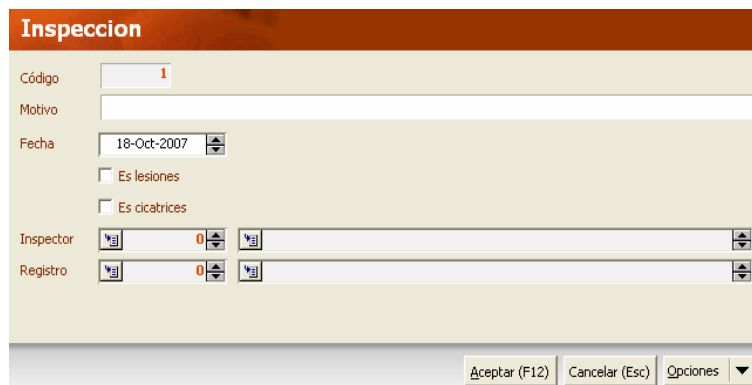 Inspeccion
Código 1
Motivo
Fecha 18-Oct-2007
Es lesiones
Es cicatrices
Inspector 0
Registro 0
Aceptar (F12) Cancelar (Esc) Opciones